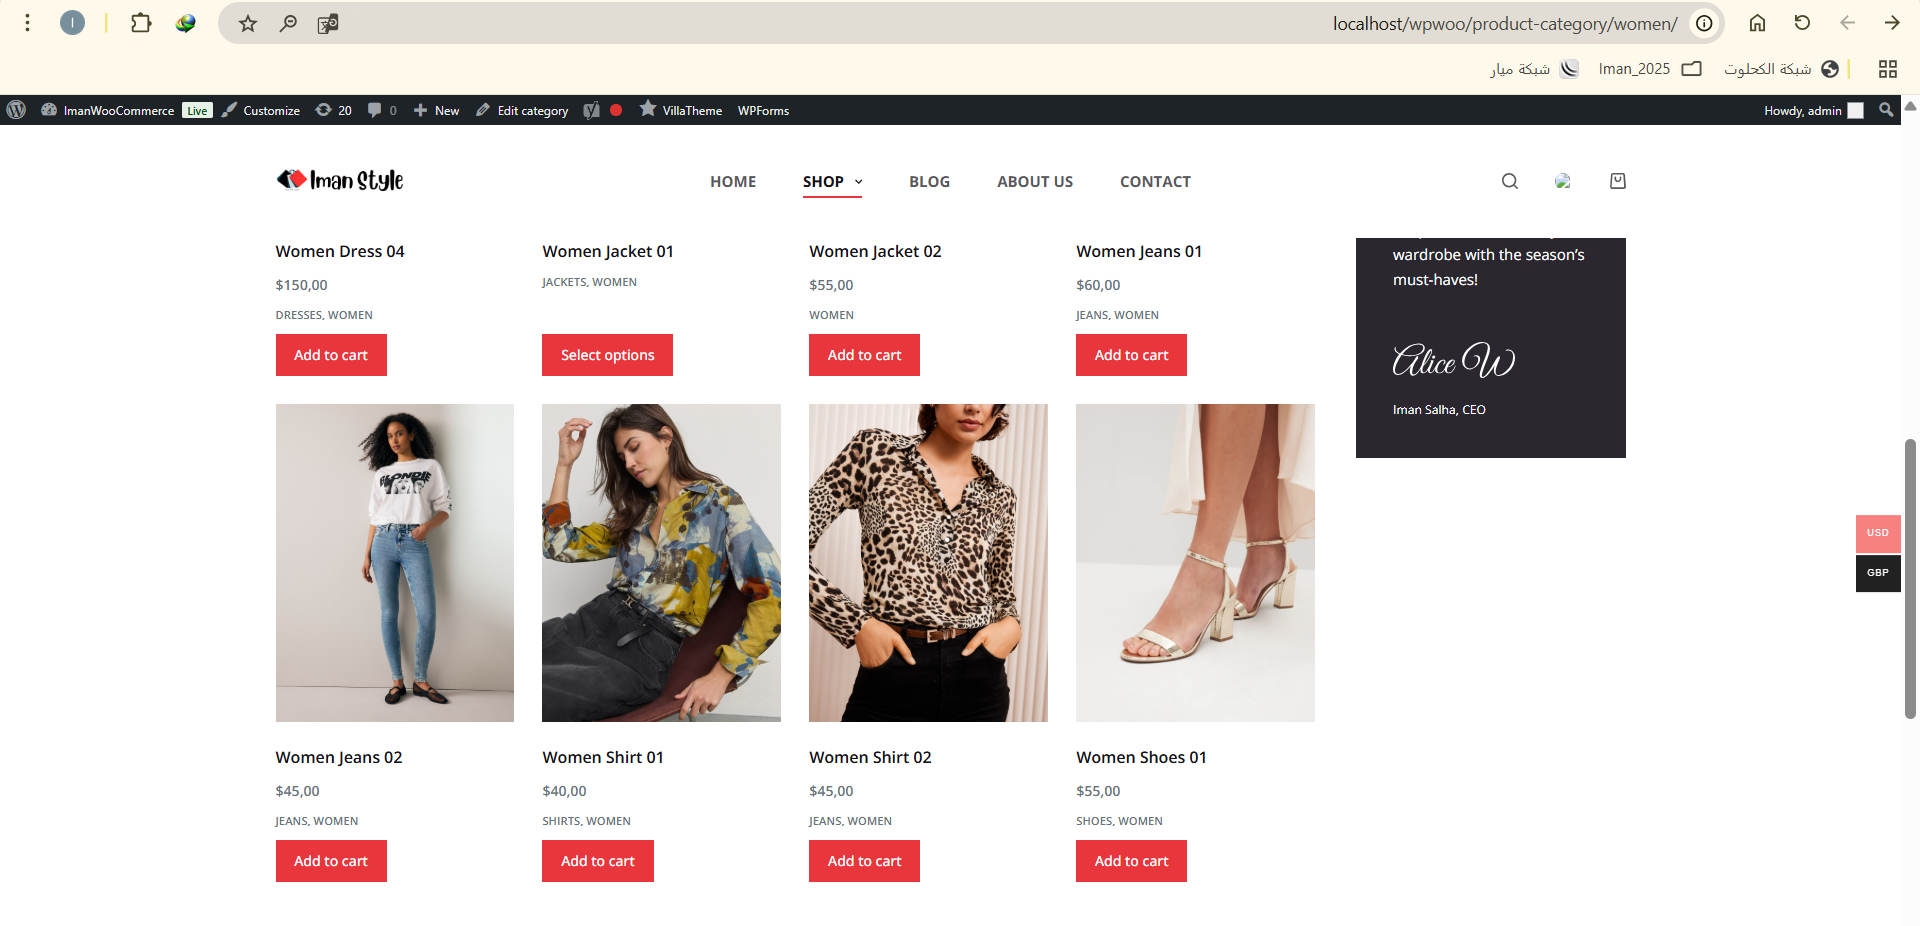 localhost/wpwoo/product-category/women/
شبكة الكحلوت
Iman_2025
شبكة ميار
ImanWooCommerce Live Customize 20 0 New Edit category VillaTheme WPForms Howdy, admin
Iman Style
HOME SHOP BLOG ABOUT US CONTACT
Women Dress 04
$150,00
DRESSES, WOMEN
Add to cart
Women Jacket 01
JACKETS, WOMEN
Select options
Women Jacket 02
$55,00
WOMEN
Add to cart
Women Jeans 01
$60,00
JEANS, WOMEN
Add to cart
wardrobe with the season’s
must-haves!
Alice W
Iman Salha, CEO
BLONDIE
Women Jeans 02
$45,00
JEANS, WOMEN
Add to cart
Women Shirt 01
$40,00
SHIRTS, WOMEN
Add to cart
Women Shirt 02
$45,00
JEANS, WOMEN
Add to cart
Women Shoes 01
$55,00
SHOES, WOMEN
Add to cart
USD
GBP